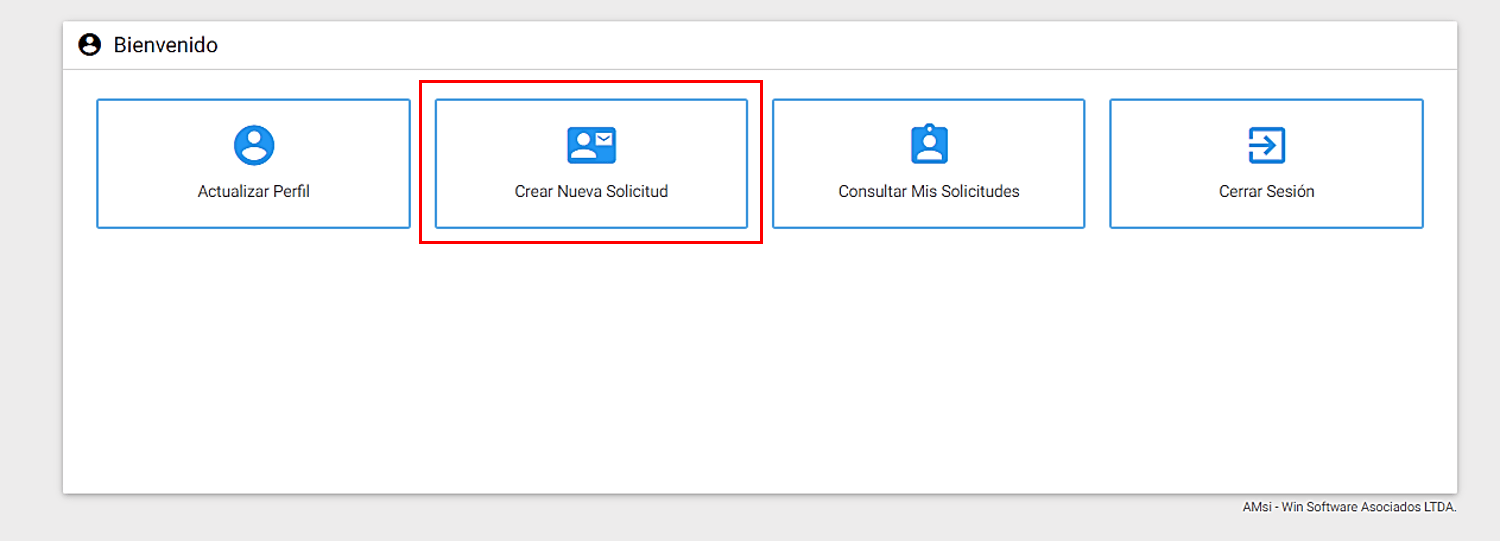 Bienvenido
Actualizar Perfil
Crear Nueva Solicitud
Consultar Mis Solicitudes
Cerrar Sesión
AMsi - Win Software Asociados LTDA.